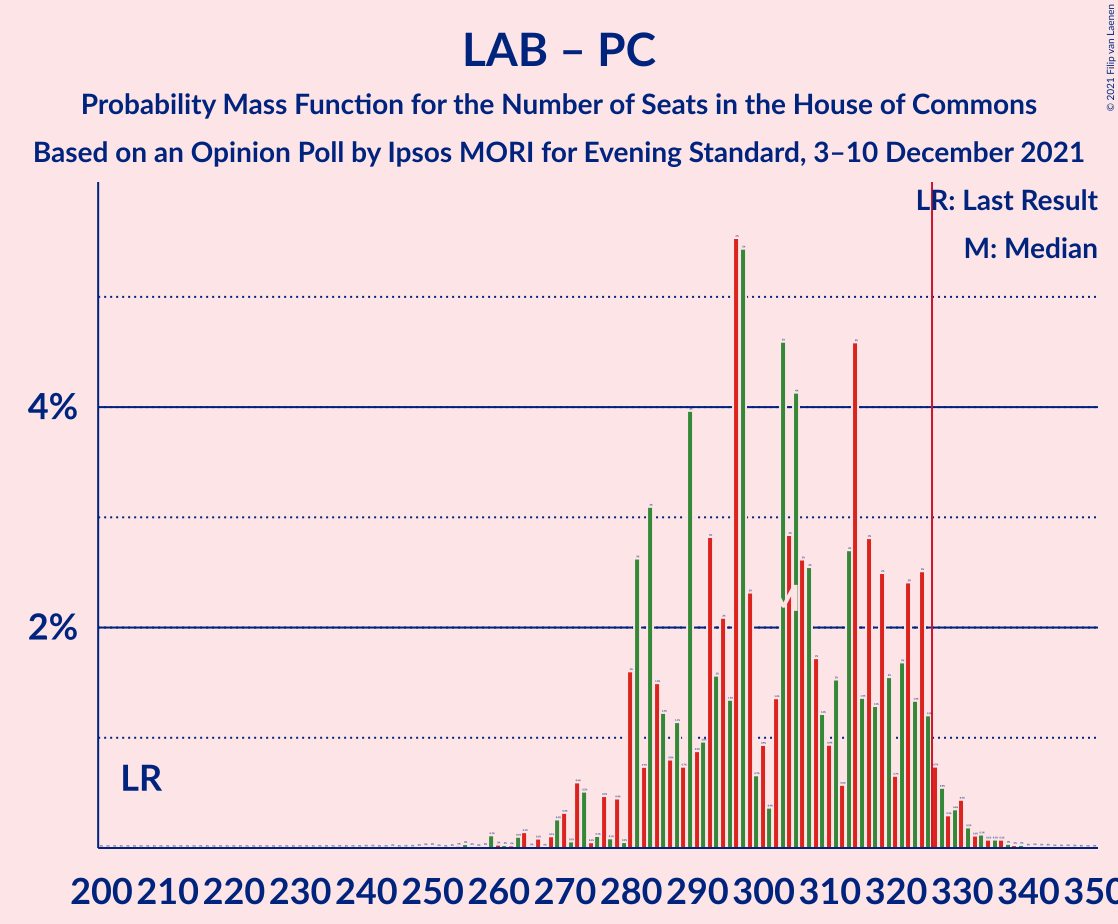 LAB – PC
Probability Mass Function for the Number of Seats in the House of Commons
Based on an Opinion Poll by Ipsos MORI for Evening Standard, 3–10 December 2021
© 2021 Filip van Laenen
LR: Last Result
M: Median
4%
2%
LR
200 210 220 230 240 250 260 270 280 290 300 310 320 330 340 350